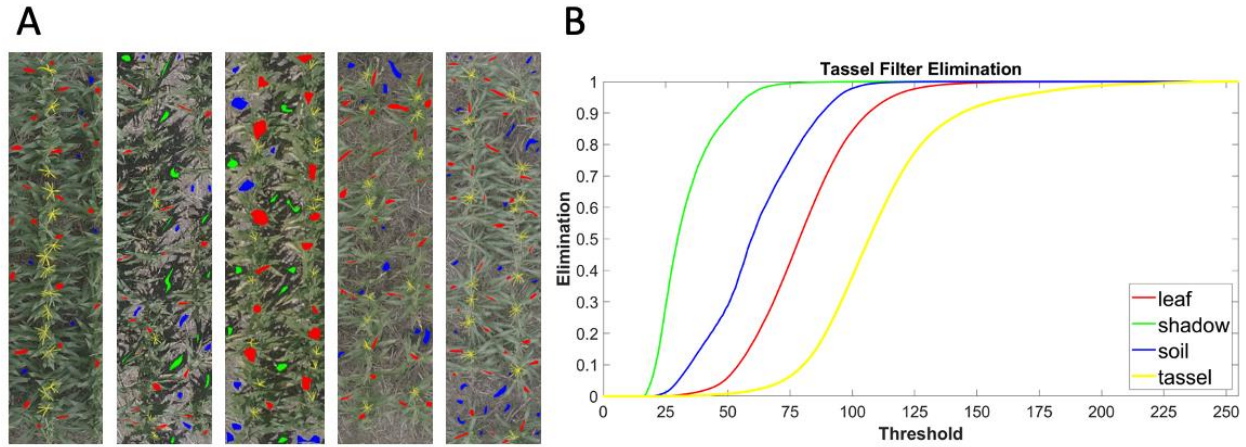 A
B
Tassel Filter Elimination
1
0.9
0.8
0.7
0.6
0.5
0.4
0.3
0.2
0.1
0
Elimination
leaf
shadow
soil
tassel
0 25 50 75 100 125 150 175 200 225 250
Threshold